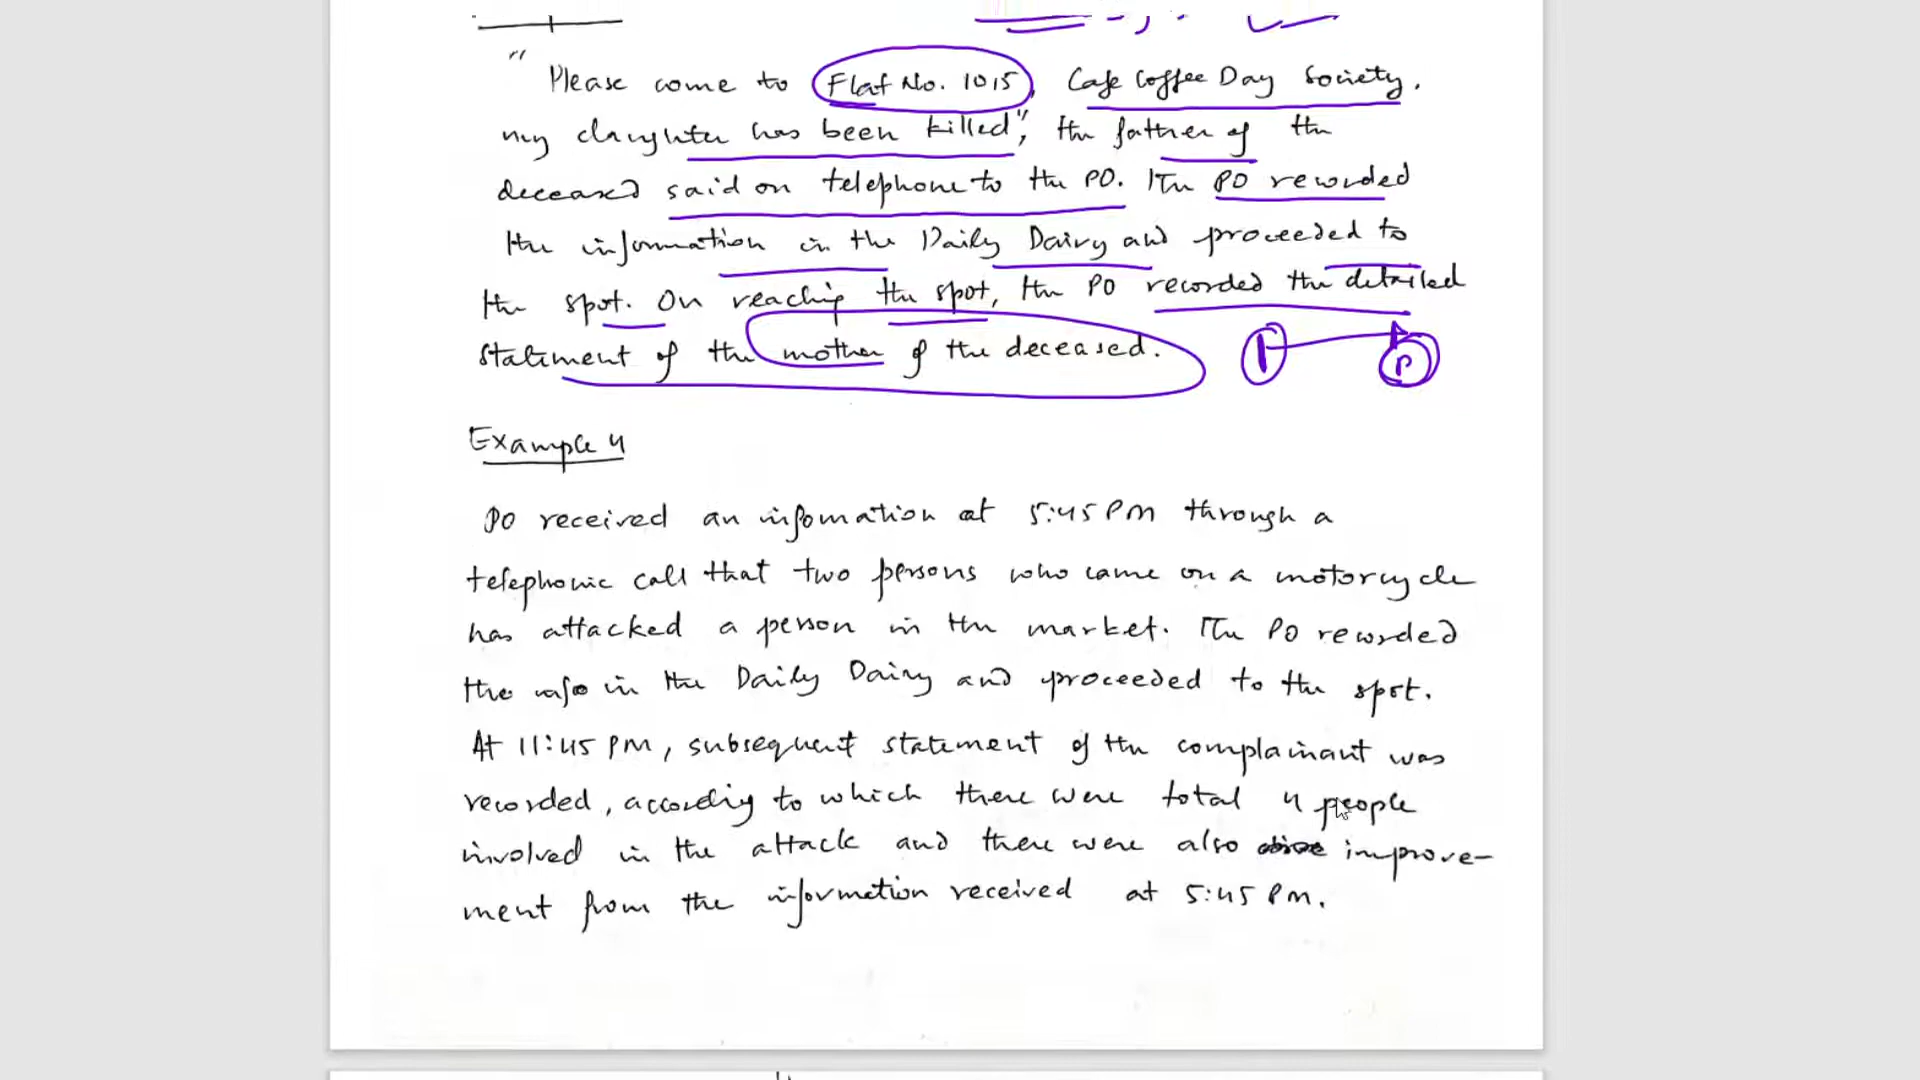 "Please come to Flat No. 1015, Cafe Coffee Day Society.
my daughter has been killed", the father of the
deceased said on telephone to the PO. The PO recorded
the information in the Daily Dairy and proceeded to
the spot. On reaching the spot, the PO recorded the detailed
statement of the mother of the deceased.
P
Example 4
PO received an infomation at 5:45 PM through a
telephonic call that two persons who came on a motorcycle
has attacked a person in the market. The PO recorded
the info in the Daily Dairy and proceeded to the spot.
At 11:45 PM, subsequent statement of the complainant was
recorded, accordig to which there were total 4 people
involved in the attack and there were also improve-
ment from the information received at 5:45 PM.